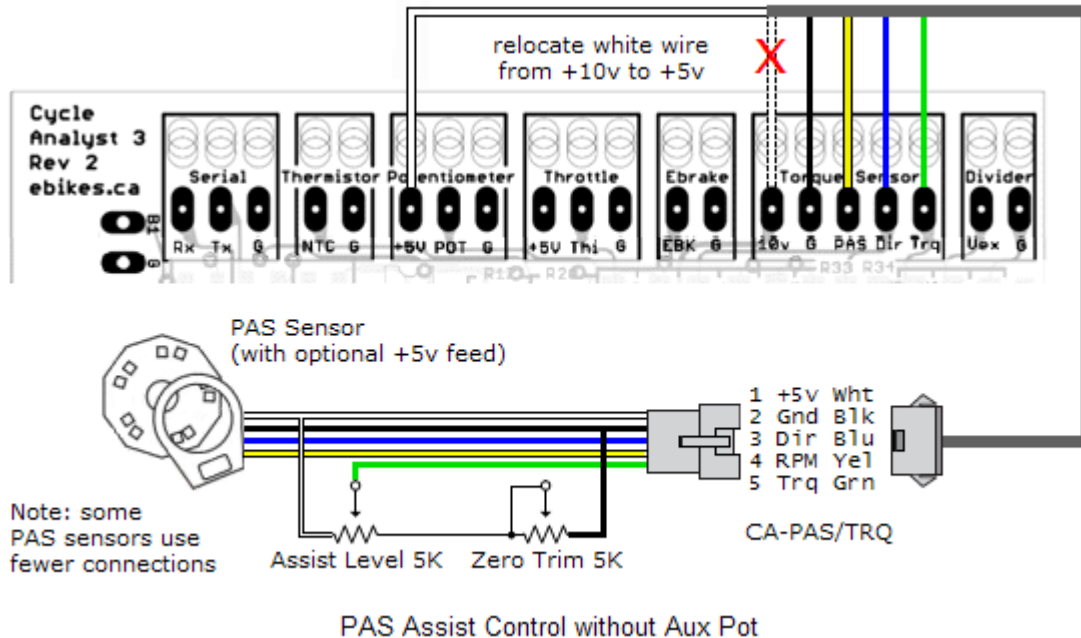 relocate white wire
from +10v to +5v
X
Cycle
Analyst 3
Rev 2
ebikes.ca
B1
G
Serial
Rx Tx G
Thermistor
NTC G
Potentiometer
+5V POT G
Throttle
+5V Thi G
Ebrake
EBK G
Torque Sensor
10v G PAS Dir Trq
Divider
Vex G
R33 R34
PAS Sensor
(with optional +5v feed)
1 +5v Wht
2 Gnd Blk
3 Dir Blu
4 RPM Yel
5 Trq Grn
CA-PAS/TRQ
Note: some
PAS sensors use
fewer connections
Assist Level 5K
Zero Trim 5K
PAS Assist Control without Aux Pot